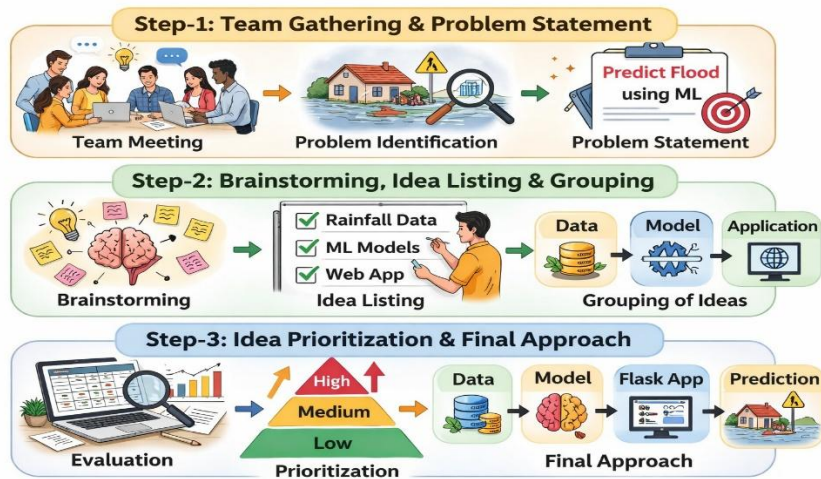 Step-1: Team Gathering & Problem Statement
Predict Flood
using ML
Team Meeting
Problem Identification
Problem Statement
Step-2: Brainstorming, Idea Listing & Grouping
Rainfall Data
ML Models
Web App
Data
Model
Application
Brainstorming
Idea Listing
Grouping of Ideas
Step-3: Idea Prioritization & Final Approach
High
Medium
Low
Data
Model
Flask App
Prediction
Evaluation
Prioritization
Final Approach